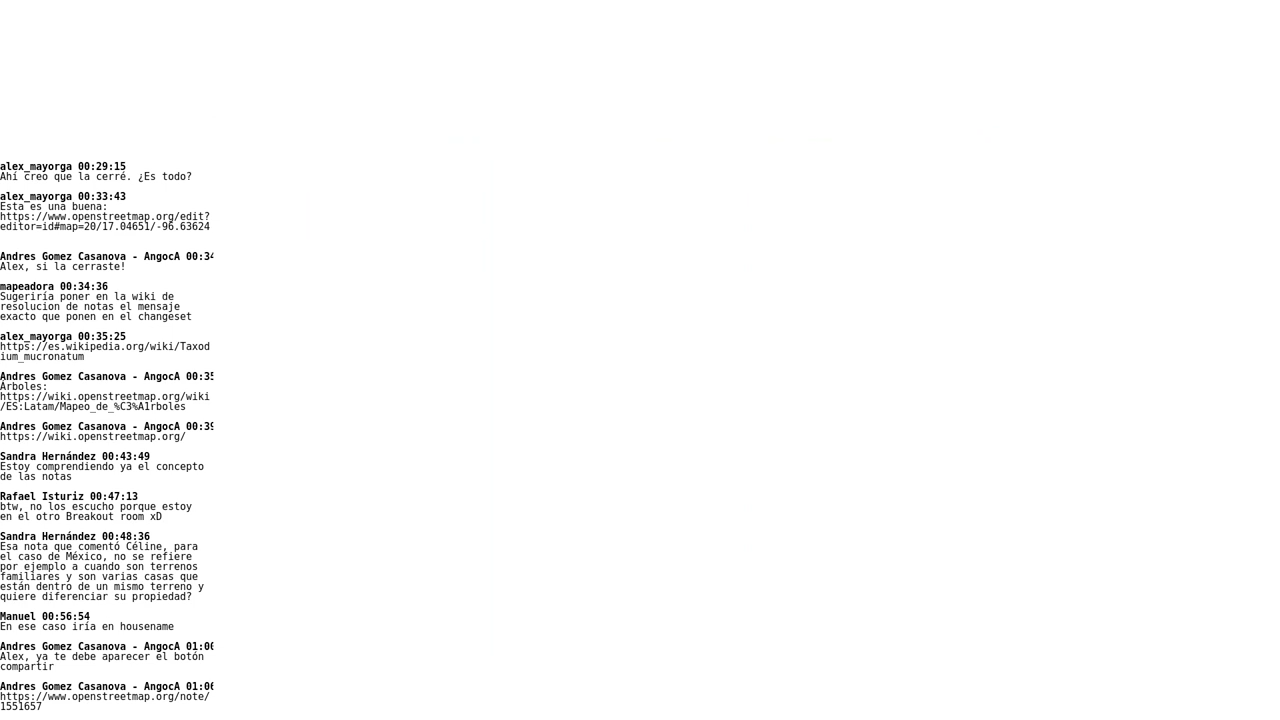 alex_mayorga 00:29:15
Ahí creo que la cerré. ¿Es todo?
alex_mayorga 00:33:43
Esta es una buena:
https://www.openstreetmap.org/edit?
editor=id#map=20/17.04651/-96.63624
Andres Gomez Casanova - AngocA 00:34
Alex, si la cerraste!
mapeadora 00:34:36
Sugeriría poner en la wiki de
resolucion de notas el mensaje
exacto que ponen en el changeset
alex_mayorga 00:35:25
https://es.wikipedia.org/wiki/Taxod
ium_mucronatum
Andres Gomez Casanova - AngocA 00:35
Árboles:
https://wiki.openstreetmap.org/wiki
/ES:Latam/Mapeo_de_%C3%A1rboles
Andres Gomez Casanova - AngocA 00:39
https://wiki.openstreetmap.org/
Sandra Hernández 00:43:49
Estoy comprendiendo ya el concepto
de las notas
Rafael Isturiz 00:47:13
btw, no los escucho porque estoy
en el otro Breakout room xD
Sandra Hernández 00:48:36
Esa nota que comentó Céline, para
el caso de México, no se refiere
por ejemplo a cuando son terrenos
familiares y son varias casas que
están dentro de un mismo terreno y
quiere diferenciar su propiedad?
Manuel 00:56:54
En ese caso iría en housename
Andres Gomez Casanova - AngocA 01:06
Alex, ya te debe aparecer el botón
compartir
Andres Gomez Casanova - AngocA 01:06
https://www.openstreetmap.org/note/
1551657